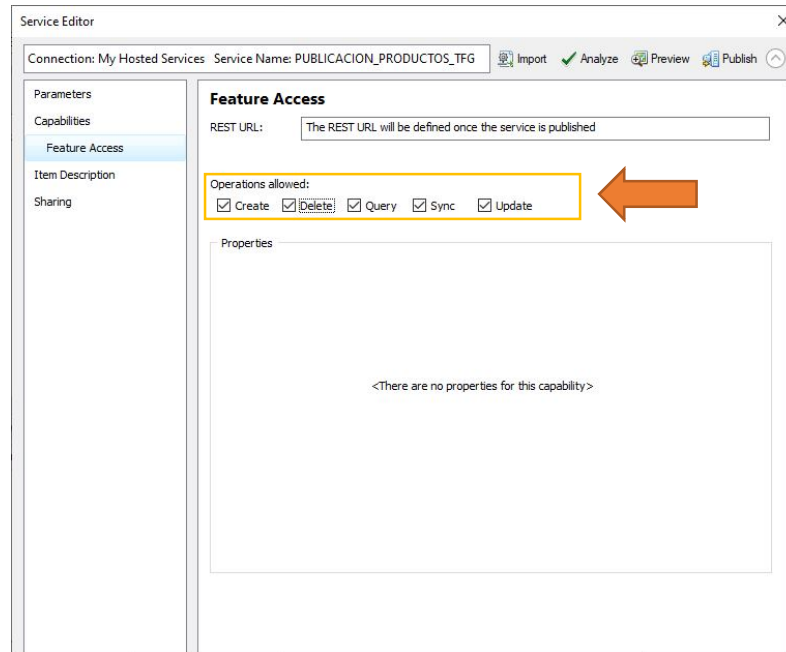 Service Editor
Connection: My Hosted Services Service Name: PUBLICACION_PRODUCTOS_TFG Import Analyze Preview Publish
Parameters
Capabilities
Feature Access
Item Description
Sharing
Feature Access
REST URL: The REST URL will be defined once the service is published
Operations allowed:
Create Delete Query Sync Update
Properties
<There are no properties for this capability>